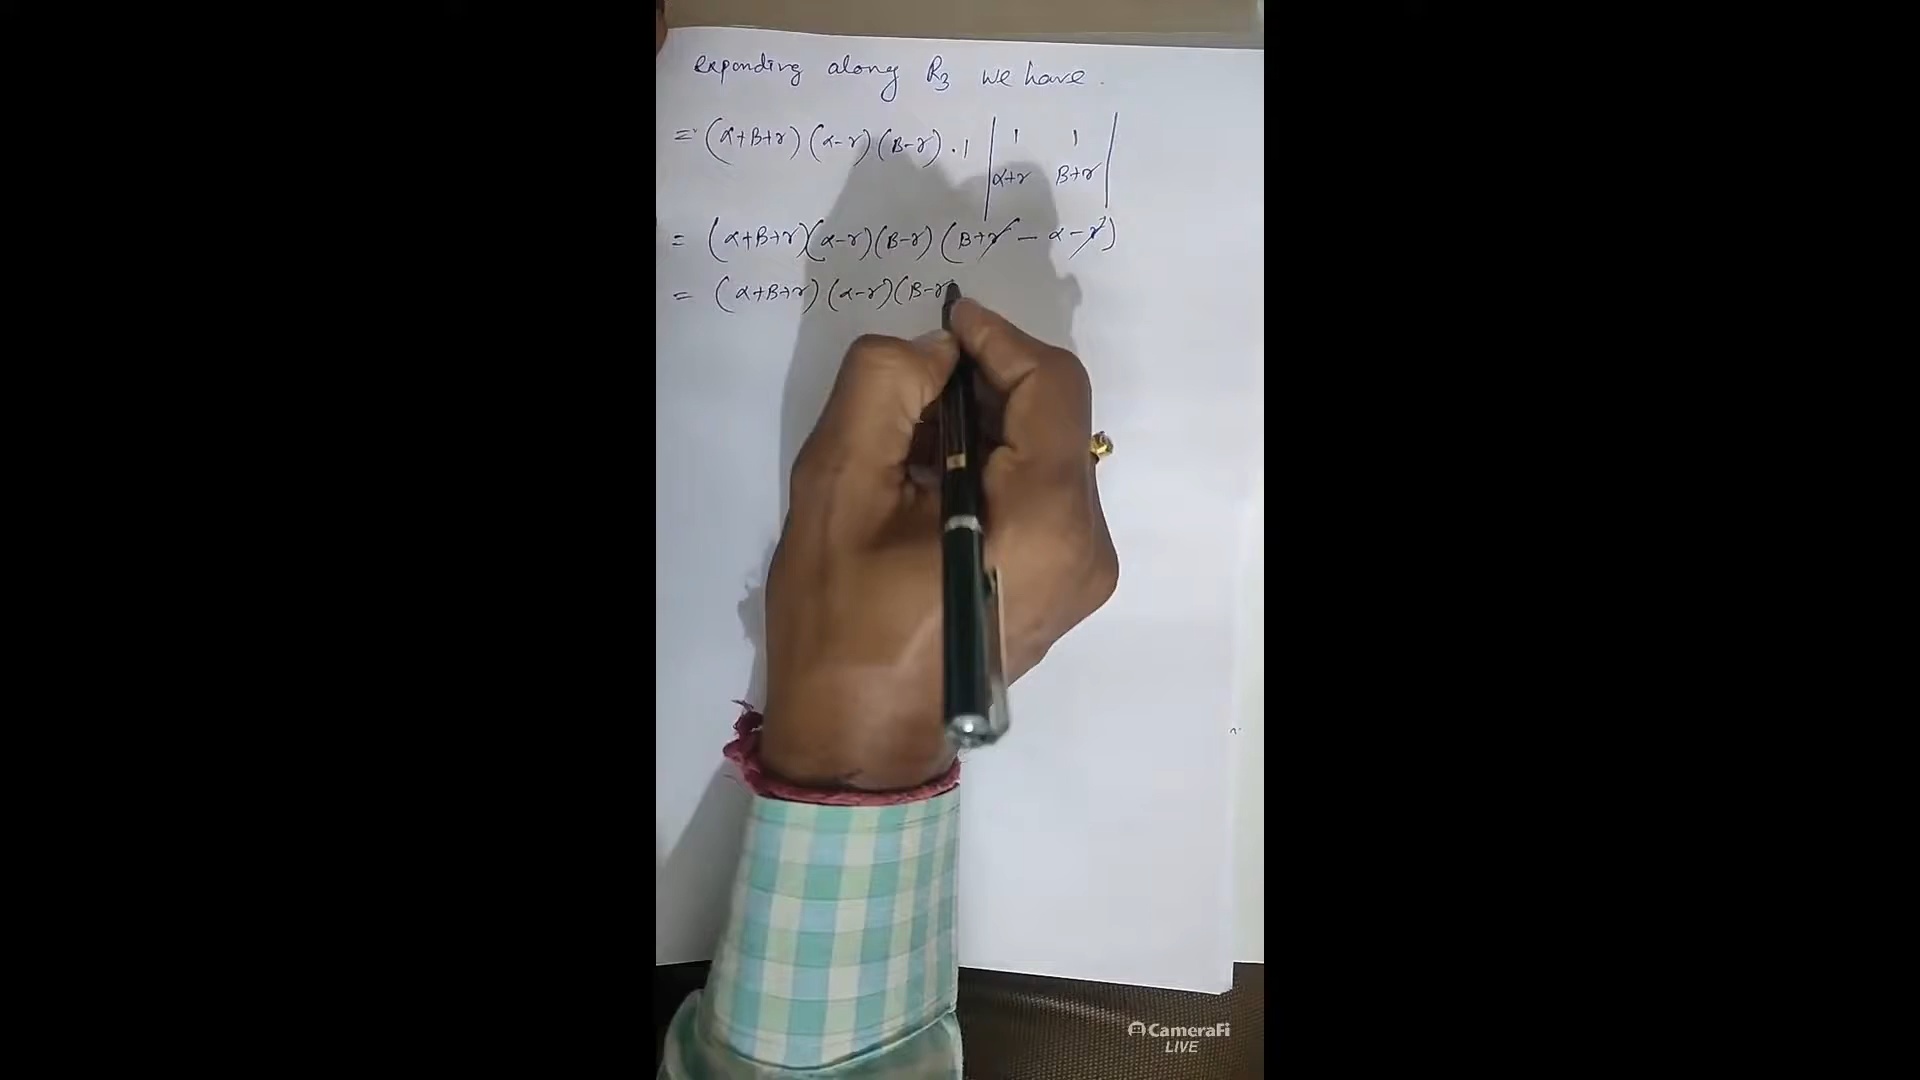 expanding along R3 we have.
= (α+β+γ)(α-γ)(β-γ).1 | 1 1 |
| α+γ β+γ |
= (α+β+γ)(α-γ)(β-γ)(β+γ - α-γ)
= (α+β+γ)(α-γ)(β-γ
CameraFi
LIVE